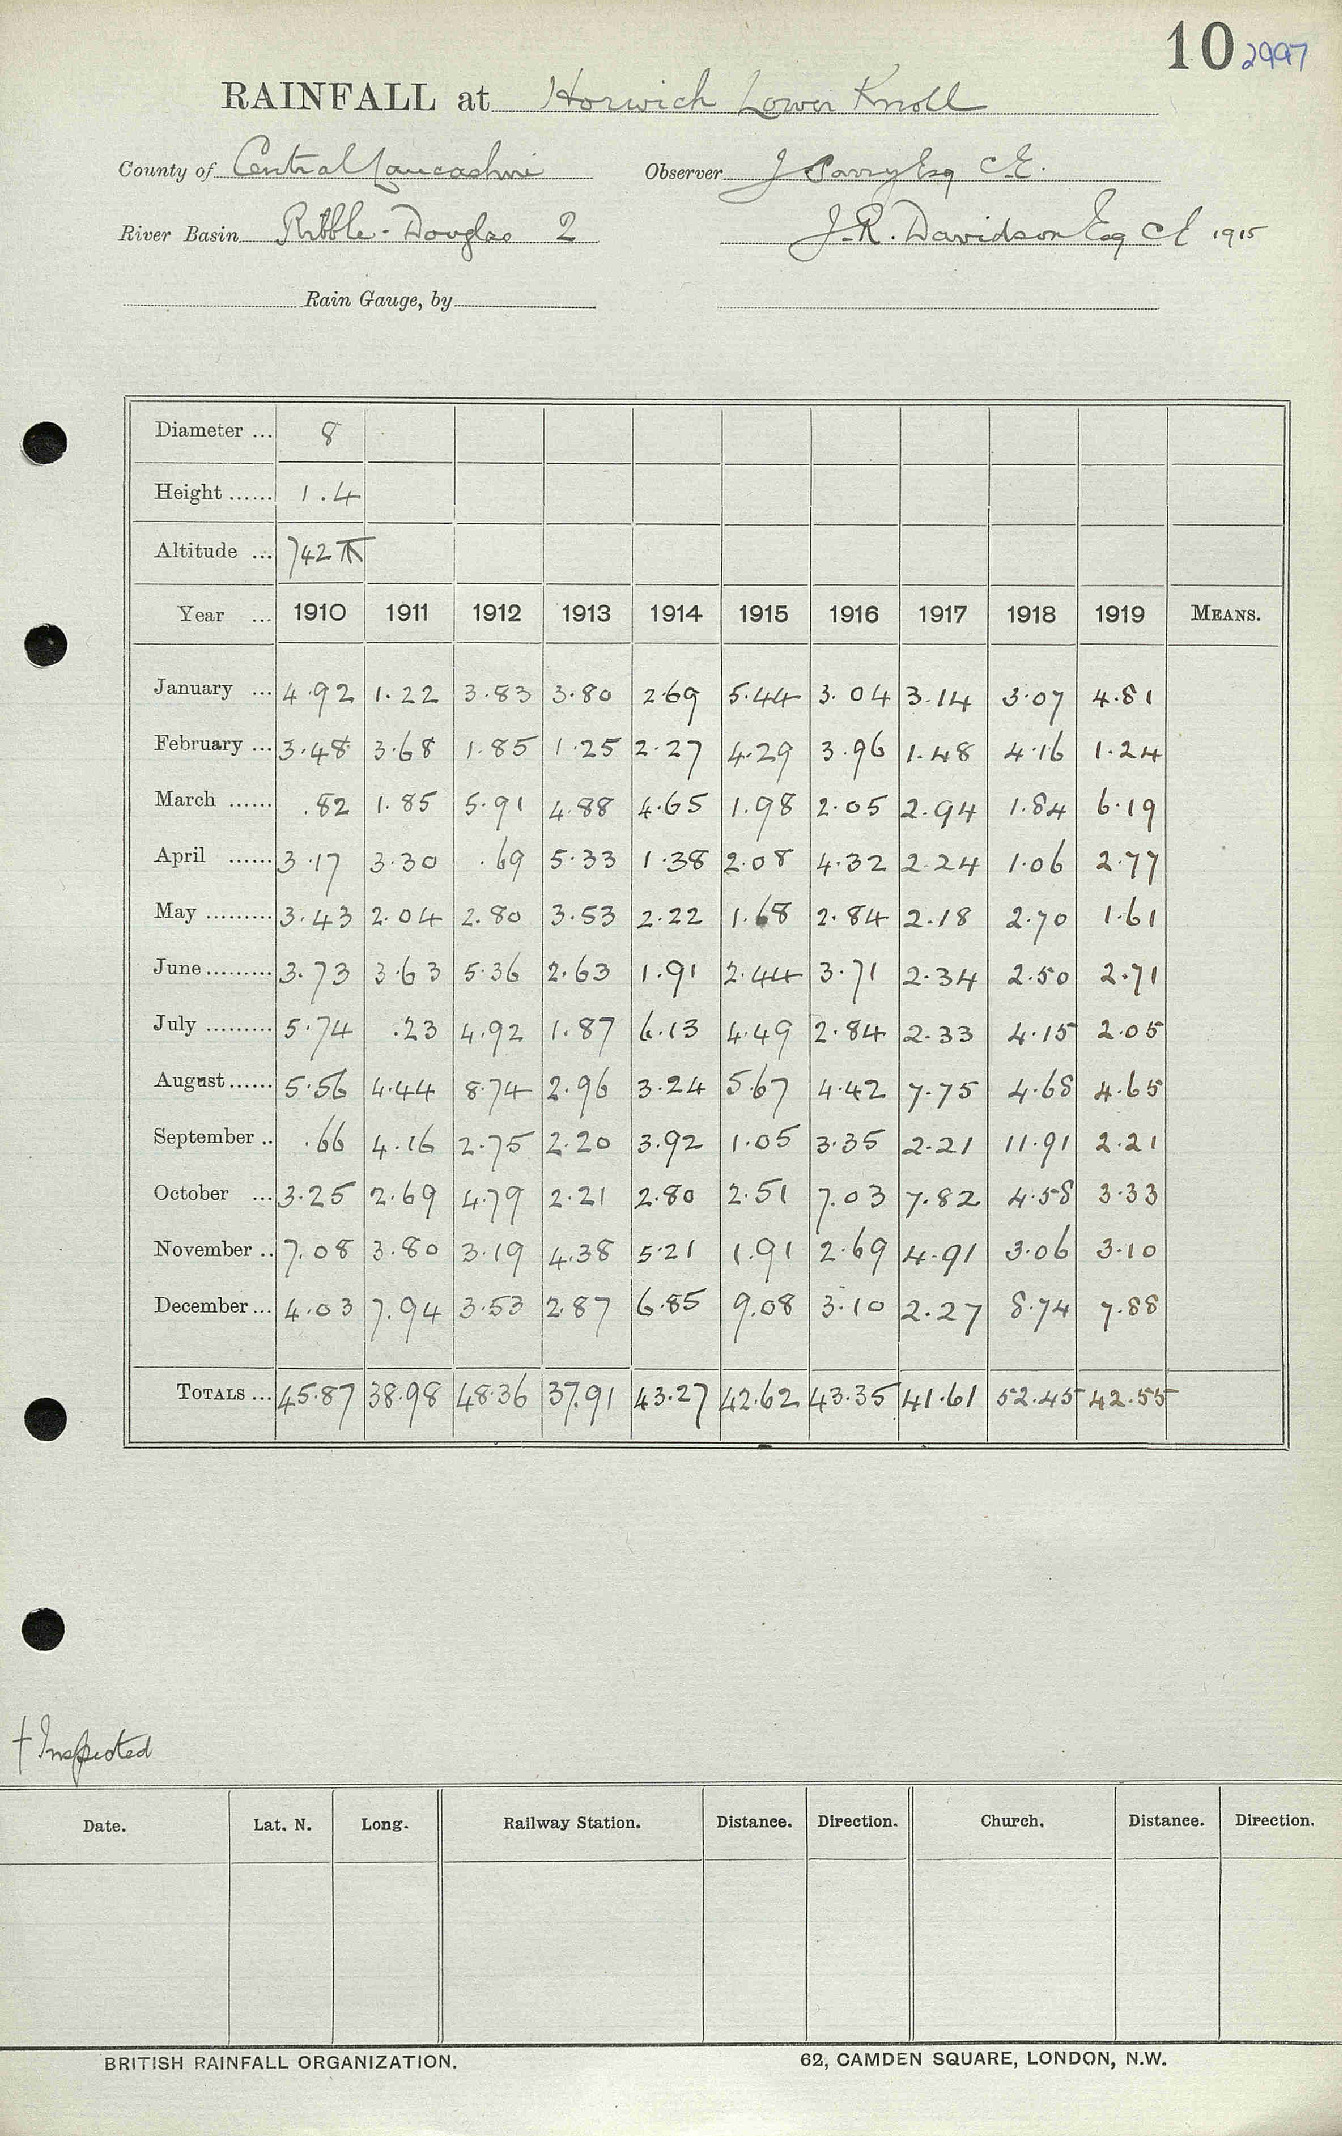 10 2997
RAINFALL at Horwich Lower Knoll
County of Central Lancashire Observer J Parry Esq C.E.
River Basin Ribble - Douglas 2 J.R. Davidson Esq CE 1915
Rain Gauge, by
Diameter ... 8
Height ...... 1.4
Altitude ... 742
Year ... 1910 1911 1912 1913 1914 1915 1916 1917 1918 1919 MEANS.
January ... 4.92 1.22 3.83 3.80 2.69 5.44 3.04 3.14 3.07 4.81
February ... 3.48 3.68 1.85 1.25 2.27 4.29 3.96 1.48 4.16 1.24
March ...... .82 1.85 5.91 4.88 4.65 1.98 2.05 2.94 1.84 6.19
April ...... 3.17 3.30 .69 5.33 1.38 2.08 4.32 2.24 1.06 2.77
May ......... 3.43 2.04 2.80 3.53 2.22 1.68 2.84 2.18 2.70 1.61
June ......... 3.73 3.63 5.36 2.63 1.91 2.44 3.71 2.34 2.50 2.71
July ......... 5.74 .23 4.92 1.87 6.13 4.49 2.84 2.33 4.15 2.05
August ...... 5.56 4.44 8.74 2.96 3.24 5.67 4.42 7.75 4.68 4.65
September .. .66 4.16 2.75 2.20 3.92 1.05 3.35 2.21 11.91 2.21
October ... 3.25 2.69 4.79 2.21 2.80 2.51 7.03 7.82 4.58 3.33
November .. 7.08 3.80 3.19 4.38 5.21 1.91 2.69 4.91 3.06 3.10
December ... 4.03 7.94 3.53 2.87 6.85 9.08 3.10 2.27 8.74 7.88
TOTALS ... 45.87 38.98 48.36 37.91 43.27 42.62 43.35 41.61 52.45 42.55
† Inspected
Date. Lat. N. Long. Railway Station. Distance. Direction. Church. Distance. Direction.
BRITISH RAINFALL ORGANIZATION. 62, CAMDEN SQUARE, LONDON, N.W.